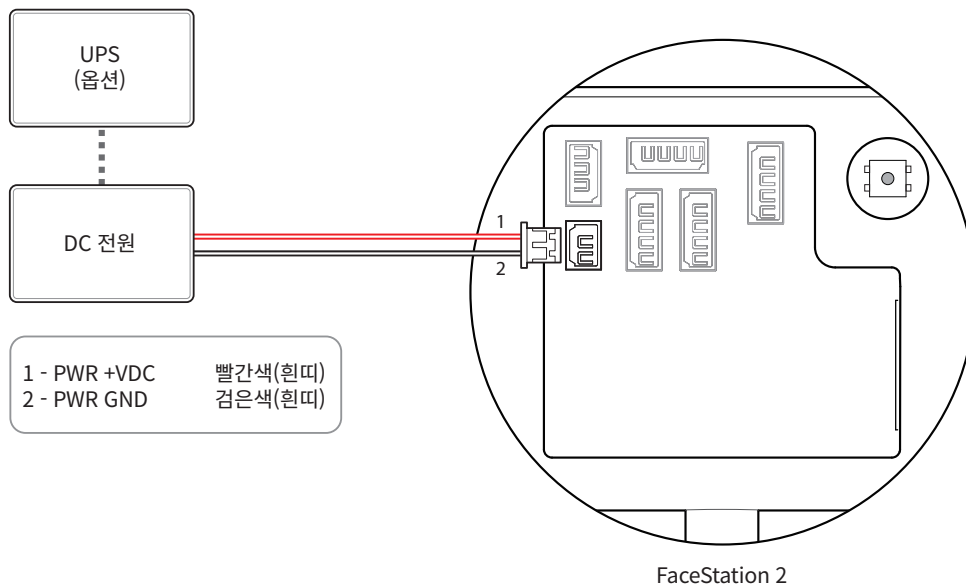 UPS
(옵션)
DC 전원
1
2
1 - PWR +VDC 빨간색(흰띠)
2 - PWR GND 검은색(흰띠)
FaceStation 2